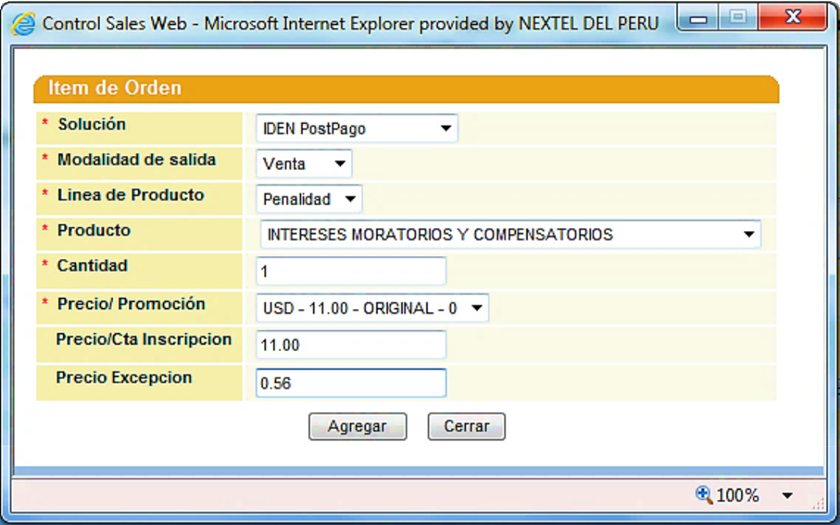 Control Sales Web - Microsoft Internet Explorer provided by NEXTEL DEL PERU
Item de Orden
* Solución IDEN PostPago
* Modalidad de salida Venta
* Linea de Producto Penalidad
* Producto INTERESES MORATORIOS Y COMPENSATORIOS
* Cantidad 1
* Precio/ Promoción USD - 11.00 - ORIGINAL - 0
Precio/Cta Inscripcion 11.00
Precio Excepcion 0.56
Agregar Cerrar
100%